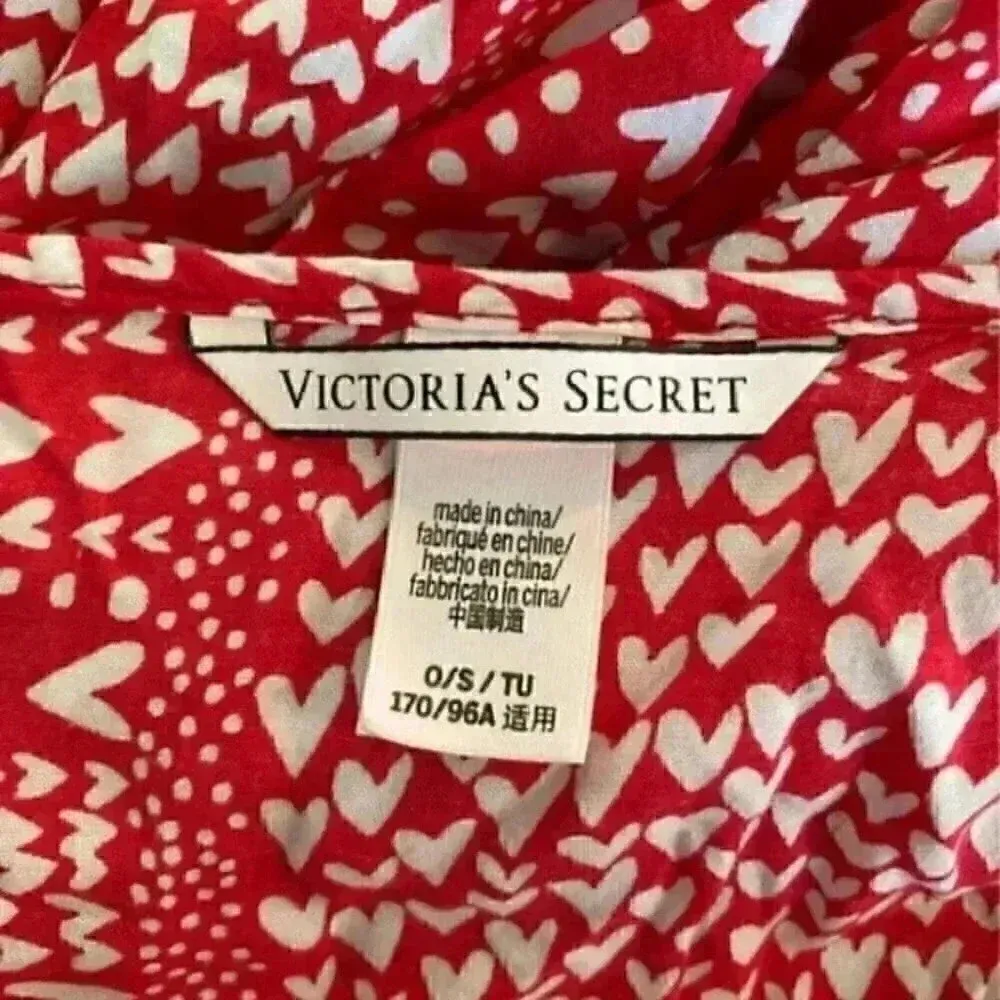 VICTORIA'S SECRET
made in china/
fabriqué en chine/
hecho en china/
fabbricato in cina/
中国制造
O/S / TU
170/96A 适用